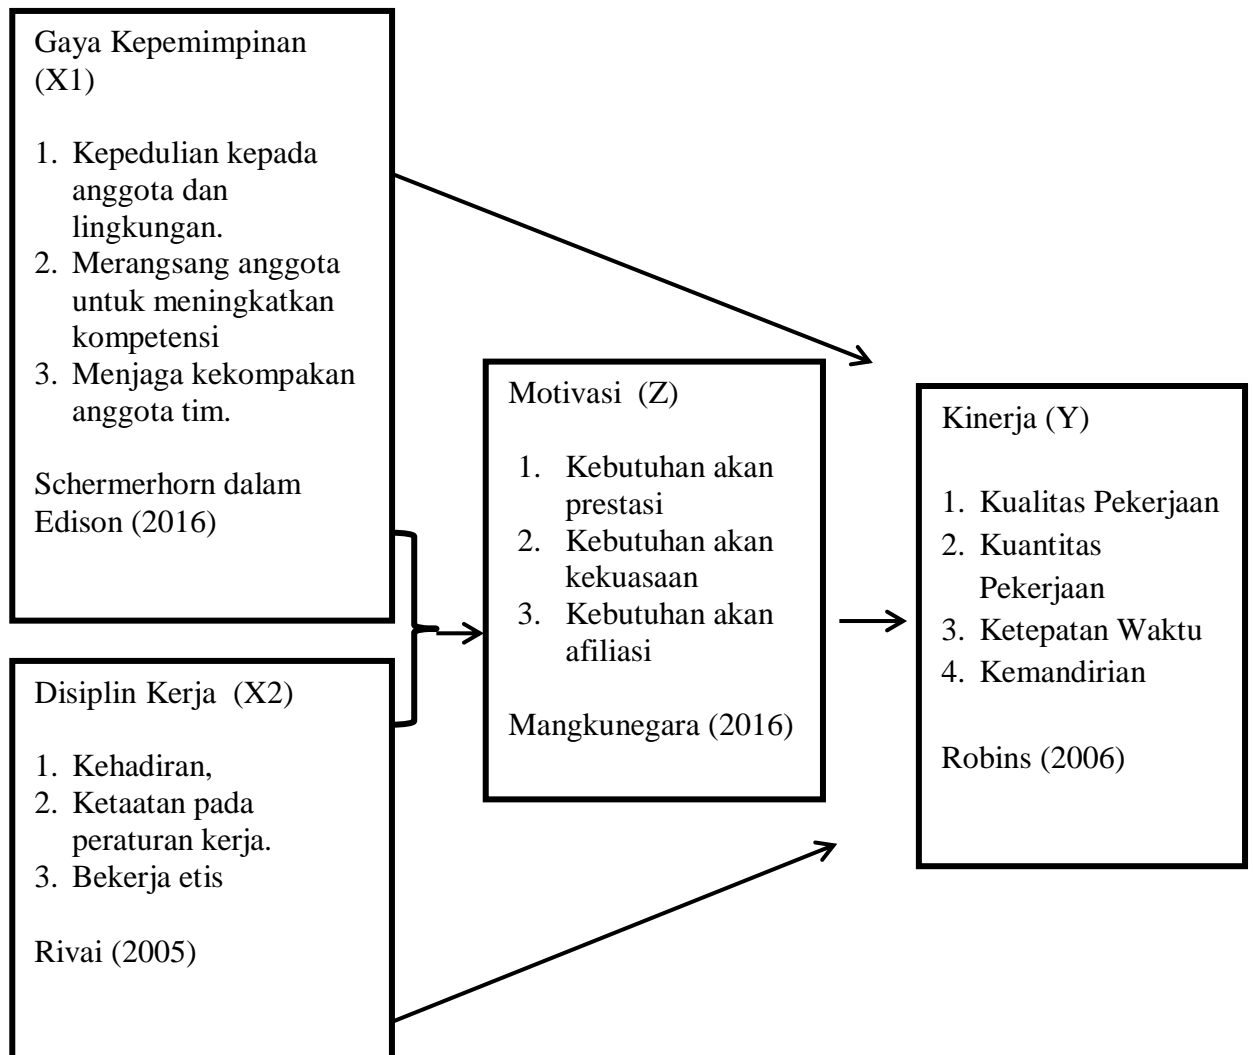 Gaya Kepemimpinan
(X1)
1. Kepedulian kepada
anggota dan
lingkungan.
2. Merangsang anggota
untuk meningkatkan
kompetensi
3. Menjaga kekompakan
anggota tim.
Schermerhorn dalam
Edison (2016)
Disiplin Kerja (X2)
1. Kehadiran,
2. Ketaatan pada
peraturan kerja.
3. Bekerja etis
Rivai (2005)
Motivasi (Z)
1. Kebutuhan akan
prestasi
2. Kebutuhan akan
kekuasaan
3. Kebutuhan akan
afiliasi
Mangkunegara (2016)
Kinerja (Y)
1. Kualitas Pekerjaan
2. Kuantitas
Pekerjaan
3. Ketepatan Waktu
4. Kemandirian
Robins (2006)